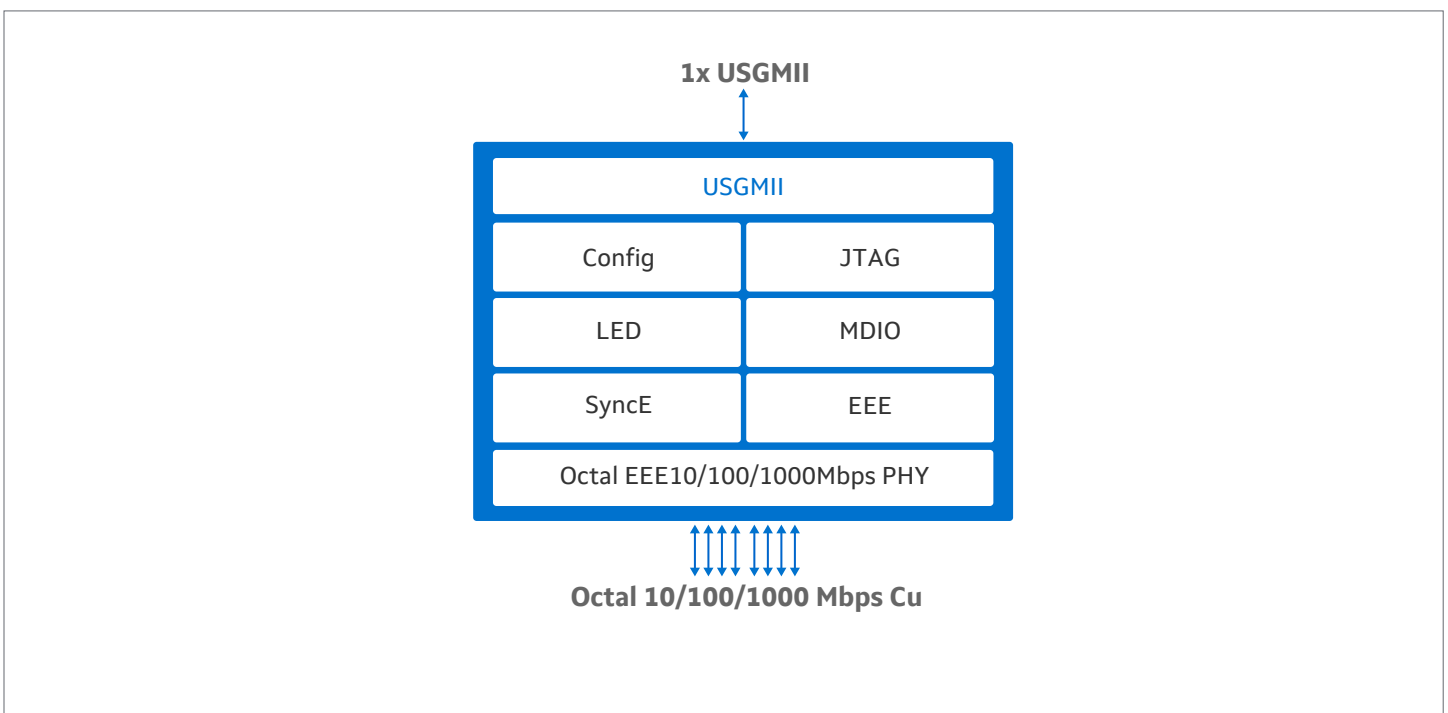 1x USGMII
USGMII
Config
JTAG
LED
MDIO
SyncE
EEE
Octal EEE10/100/1000Mbps PHY
Octal 10/100/1000 Mbps Cu